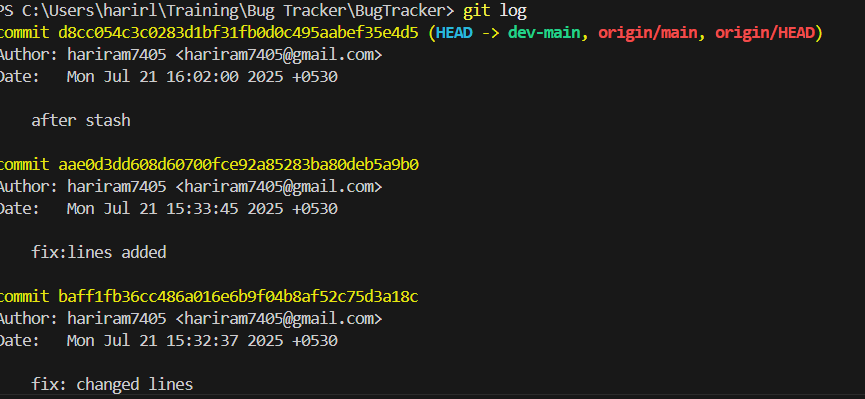 PS C:\Users\harirl\Training\Bug Tracker\BugTracker> git log
commit d8cc054c3c0283d1bf31fb0d0c495aabef35e4d5 (HEAD -> dev-main, origin/main, origin/HEAD)
Author: hariram7405 <hariram7405@gmail.com>
Date:   Mon Jul 21 16:02:00 2025 +0530
after stash
commit aae0d3dd608d60700fce92a85283ba80deb5a9b0
Author: hariram7405 <hariram7405@gmail.com>
Date:   Mon Jul 21 15:33:45 2025 +0530
fix:lines added
commit baff1fb36cc486a016e6b9f04b8af52c75d3a18c
Author: hariram7405 <hariram7405@gmail.com>
Date:   Mon Jul 21 15:32:37 2025 +0530
fix: changed lines